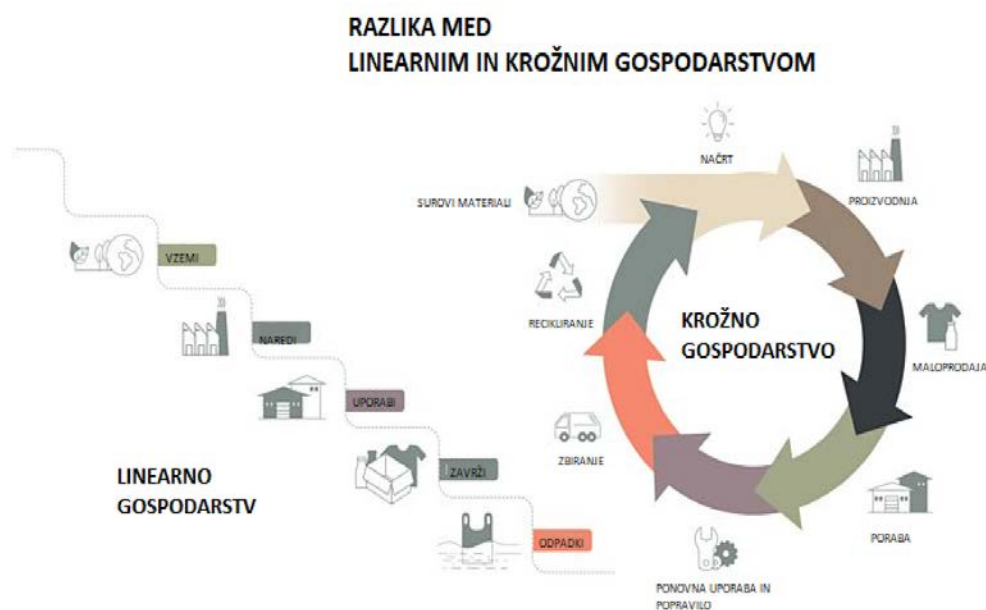 RAZLIKA MED
LINEARNIM IN KROŽNIM GOSPODARSTVOM
VZEMI
NAREDI
UPORABI
ZAVRŽI
ODPADKI
LINEARNO
GOSPODARSTV
SUROVI MATERIALI
NAČRT
PROIZVODNJA
MALOPRODAJA
PORABA
PONOVNA UPORABA IN
POPRAVILO
ZBIRANJE
RECIKLIRANJE
KROŽNO
GOSPODARSTVO